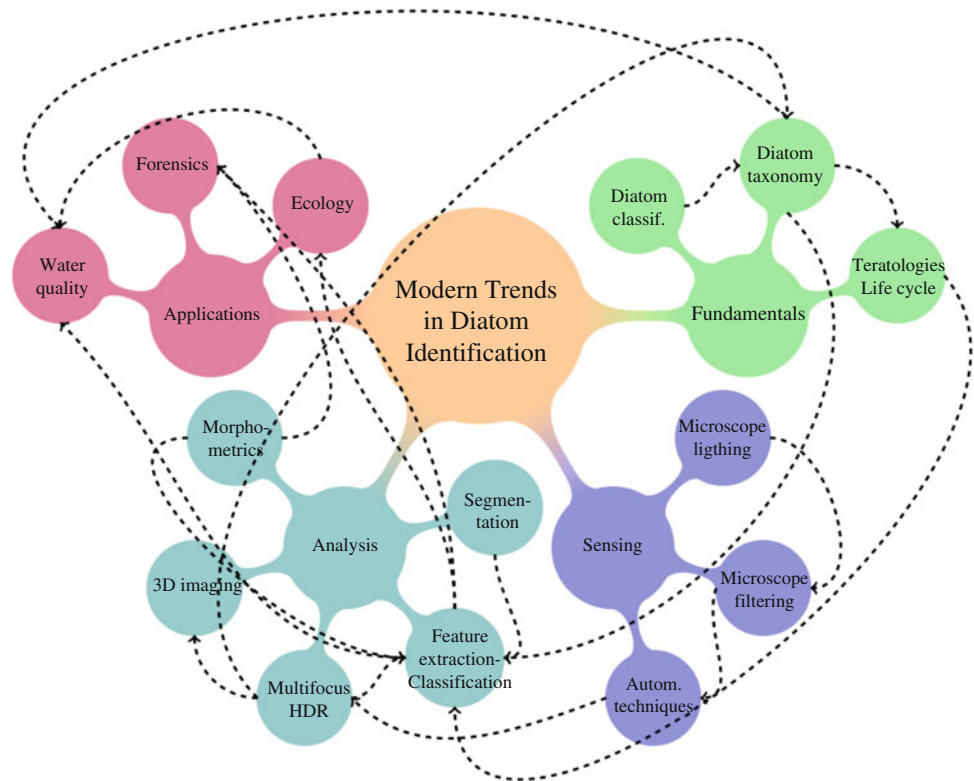 Modern Trends
in Diatom
Identification
Applications
Forensics
Ecology
Water
quality
Fundamentals
Diatom
classif.
Diatom
taxonomy
Teratologies
Life cycle
Analysis
Morpho-
metrics
Segmen-
tation
3D imaging
Multifocus
HDR
Feature
extraction-
Classification
Sensing
Microscope
ligthing
Microscope
filtering
Autom.
techniques